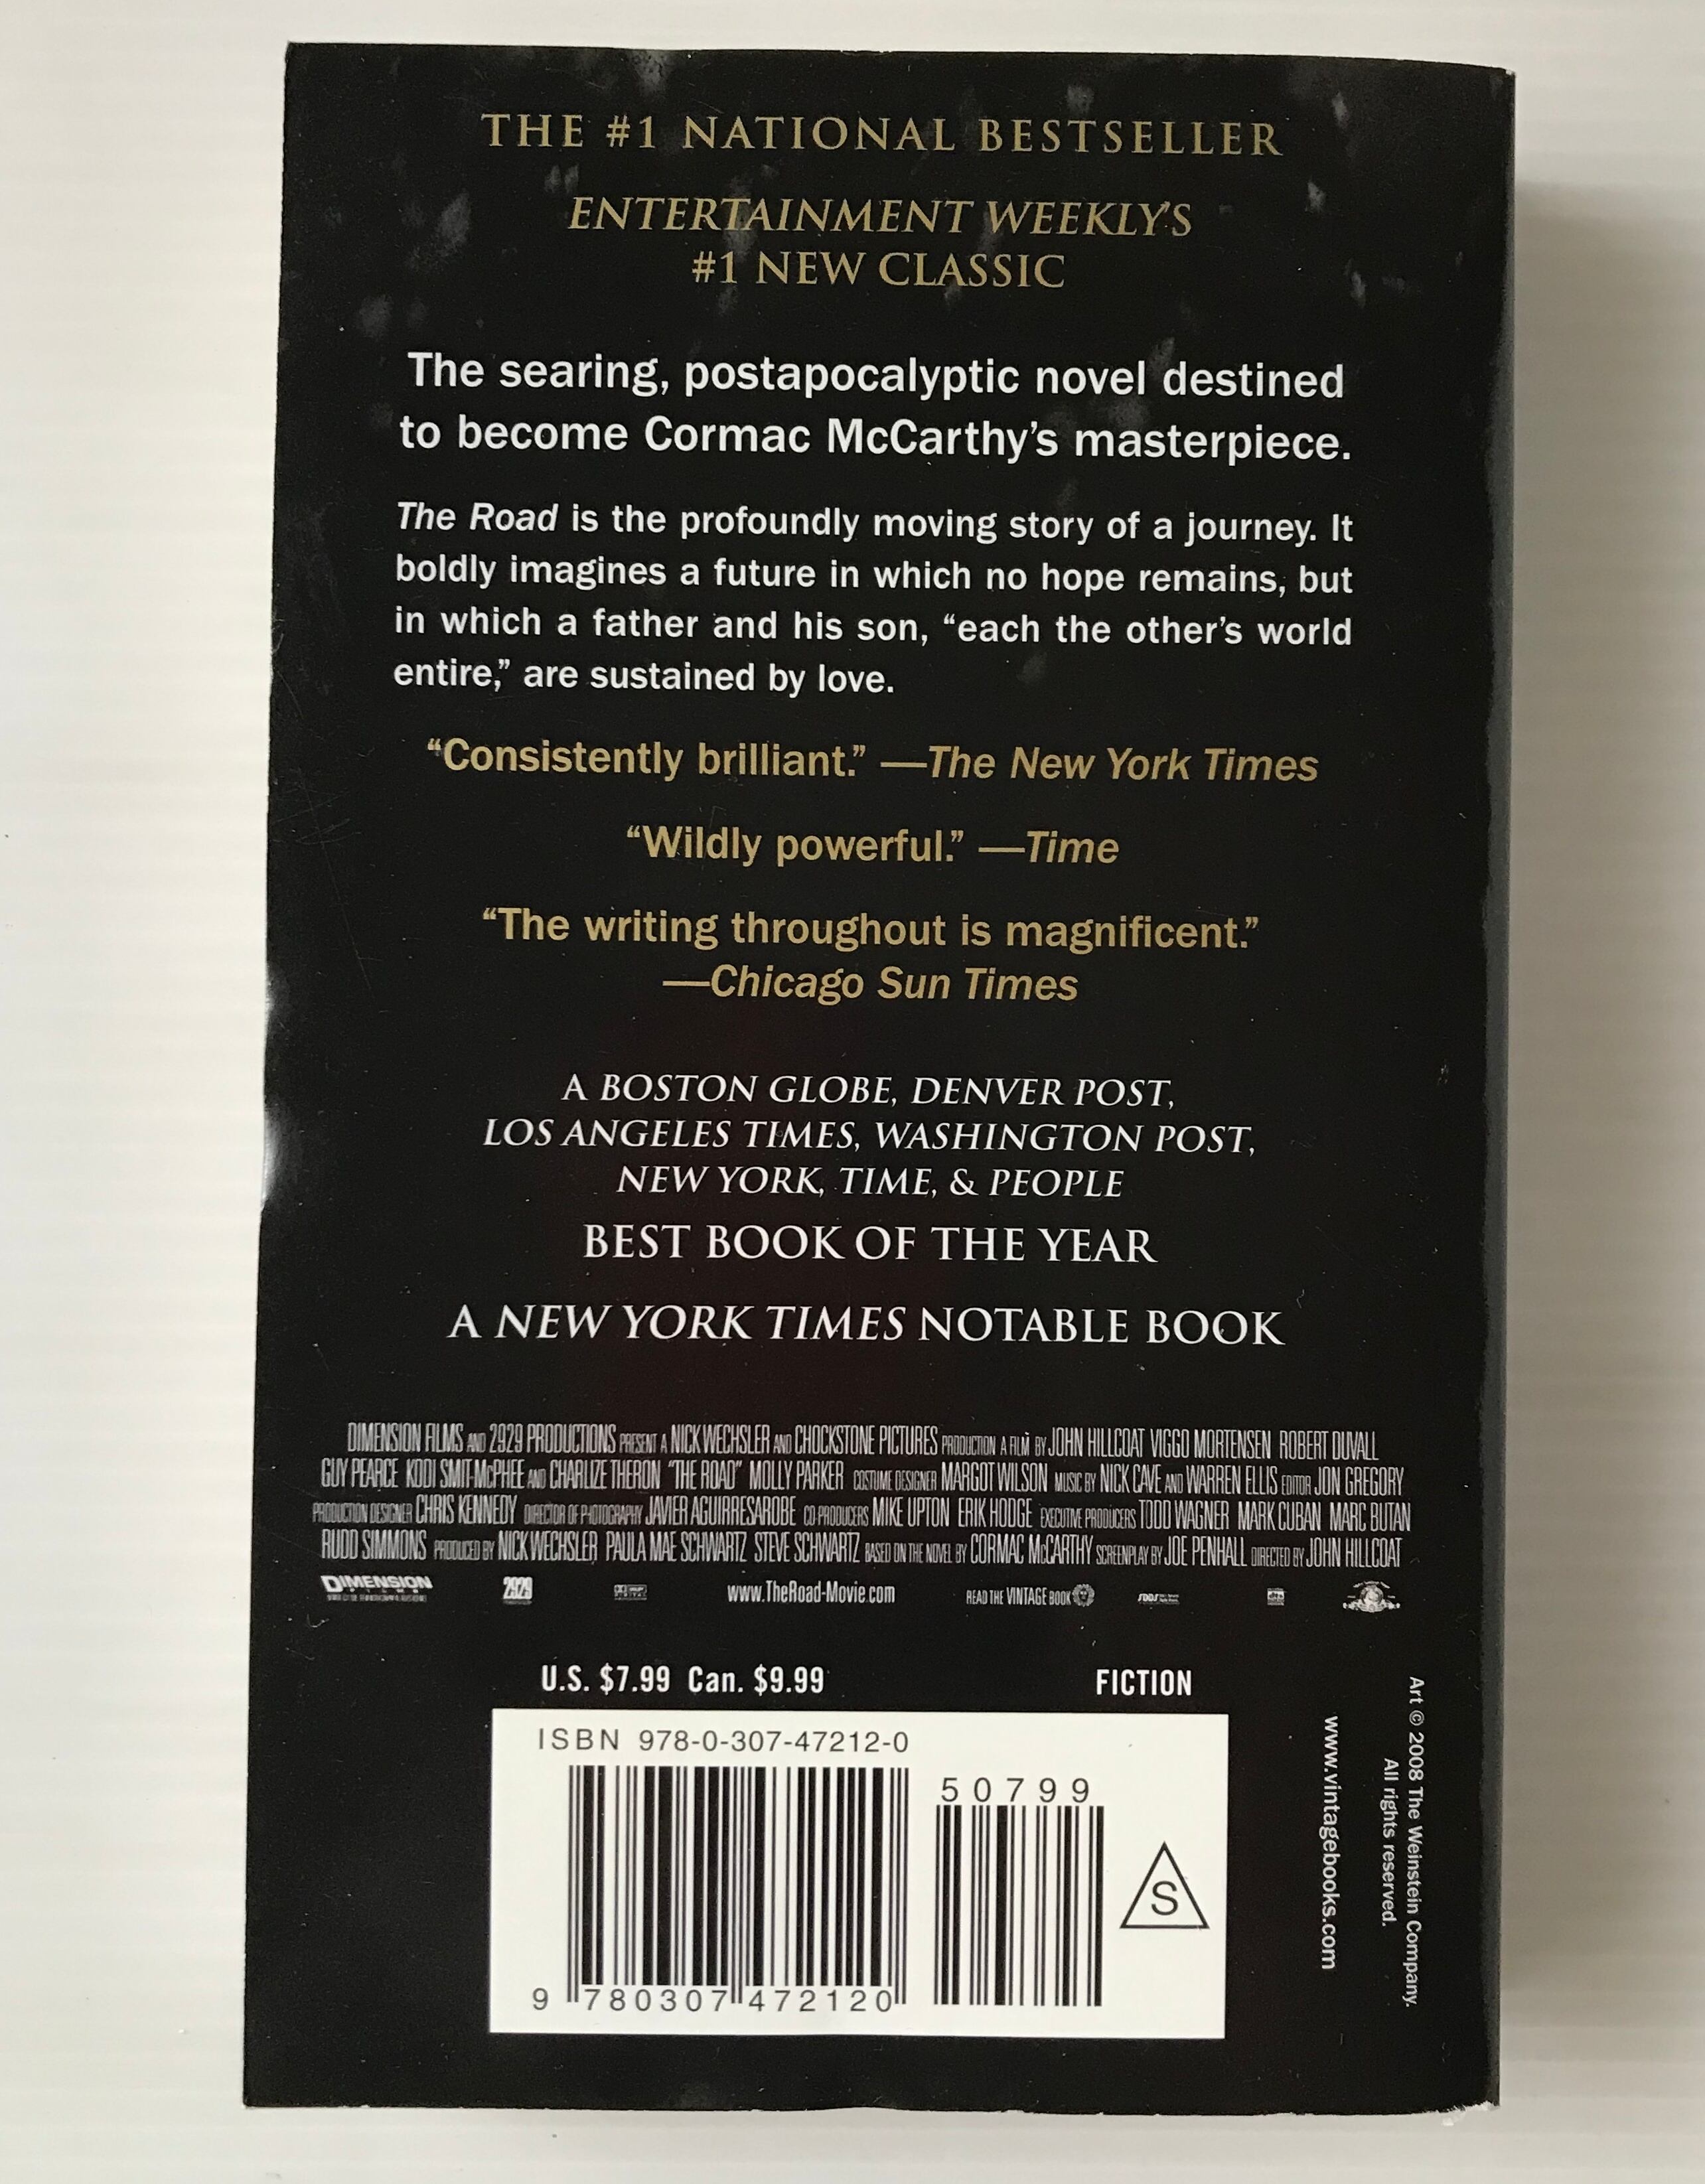 THE #1 NATIONAL BESTSELLER
ENTERTAINMENT WEEKLY'S
#1 NEW CLASSIC
The searing, postapocalyptic novel destined
to become Cormac McCarthy's masterpiece.
The Road is the profoundly moving story of a journey. It
boldly imagines a future in which no hope remains, but
in which a father and his son, “each the other's world
entire,” are sustained by love.
“Consistently brilliant.” —The New York Times
“Wildly powerful.” —Time
“The writing throughout is magnificent.”
—Chicago Sun Times
A BOSTON GLOBE, DENVER POST,
LOS ANGELES TIMES, WASHINGTON POST,
NEW YORK, TIME, & PEOPLE
BEST BOOK OF THE YEAR
A NEW YORK TIMES NOTABLE BOOK
DIMENSION FILMS AND 2929 PRODUCTIONS PRESENT A NICK WECHSLER AND CHOCKSTONE PICTURES PRODUCTION A FILM BY JOHN HILLCOAT VIGGO MORTENSEN ROBERT DUVALL
GUY PEARCE KODI SMIT-McPHEE AND CHARLIZE THERON "THE ROAD" MOLLY PARKER COSTUME DESIGNER MARGOT WILSON MUSIC BY NICK CAVE AND WARREN ELLIS EDITOR JON GREGORY
PRODUCTION DESIGNER CHRIS KENNEDY DIRECTOR OF PHOTOGRAPHY JAVIER AGUIRRESAROBE CO-PRODUCERS MIKE UPTON ERIK HODGE EXECUTIVE PRODUCERS TODD WAGNER MARK CUBAN MARC BUTAN
RUDD SIMMONS PRODUCED BY NICK WECHSLER PAULA MAE SCHWARTZ STEVE SCHWARTZ BASED ON THE NOVEL BY CORMAC McCARTHY SCREENPLAY BY JOE PENHALL DIRECTED BY JOHN HILLCOAT
DIMENSION 2929 www.TheRoad-Movie.com READ THE VINTAGE BOOK
U.S. $7.99 Can. $9.99 FICTION
ISBN 978-0-307-47212-0
50799
S
9 780307 472120
www.vintagebooks.com
Art © 2008 The Weinstein Company.
All rights reserved.